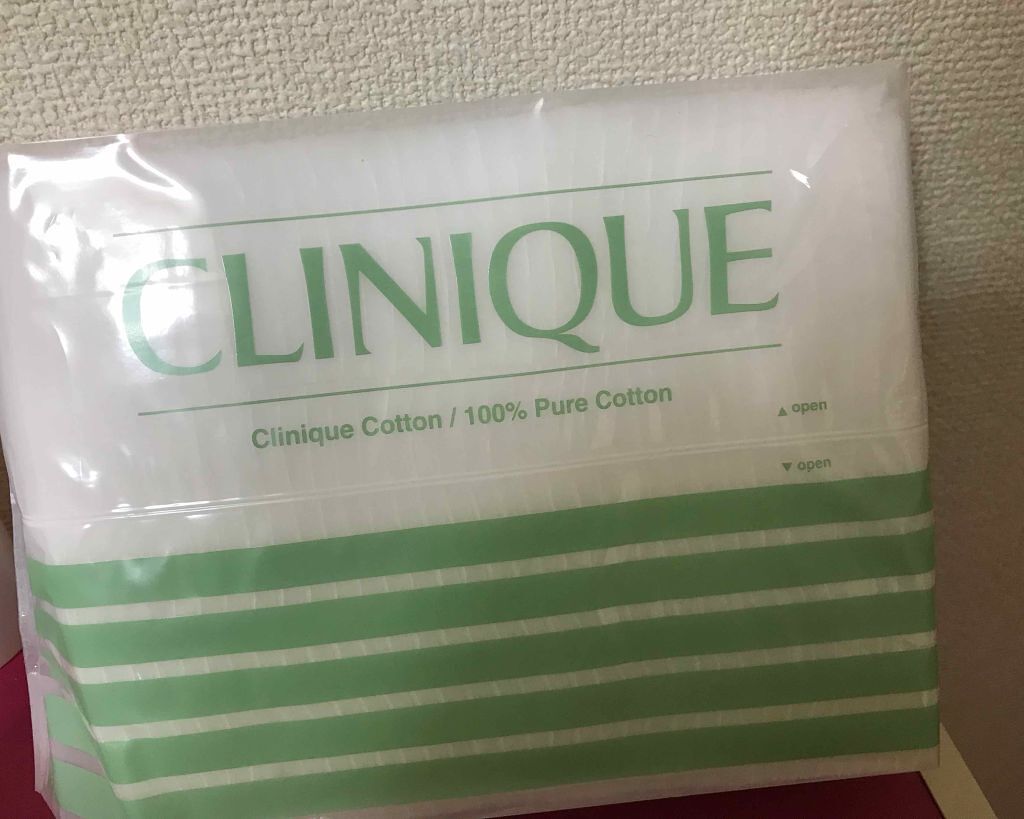 CLINIQUE
Clinique Cotton / 100% Pure Cotton
▲ open
▼ open